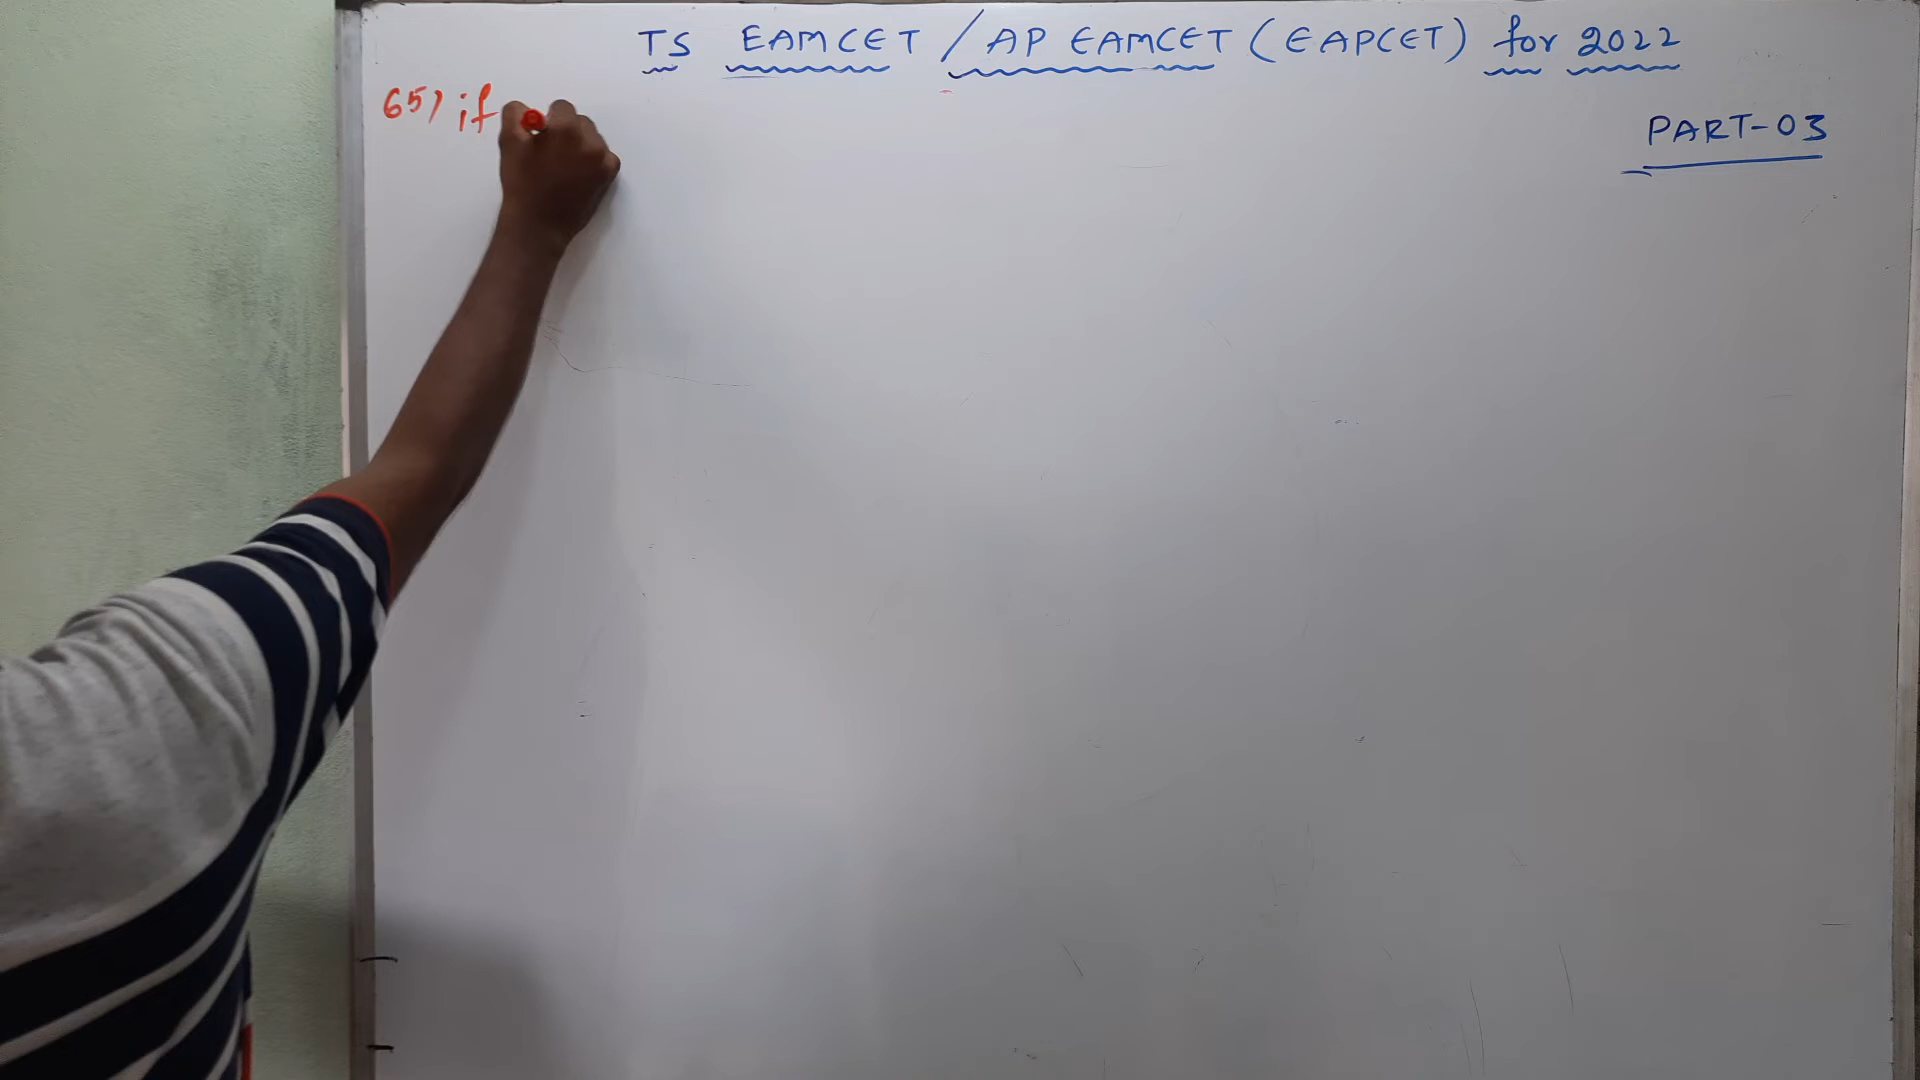 TS EAMCET / AP EAMCET (EAPCET) for 2022
PART-03
65) if